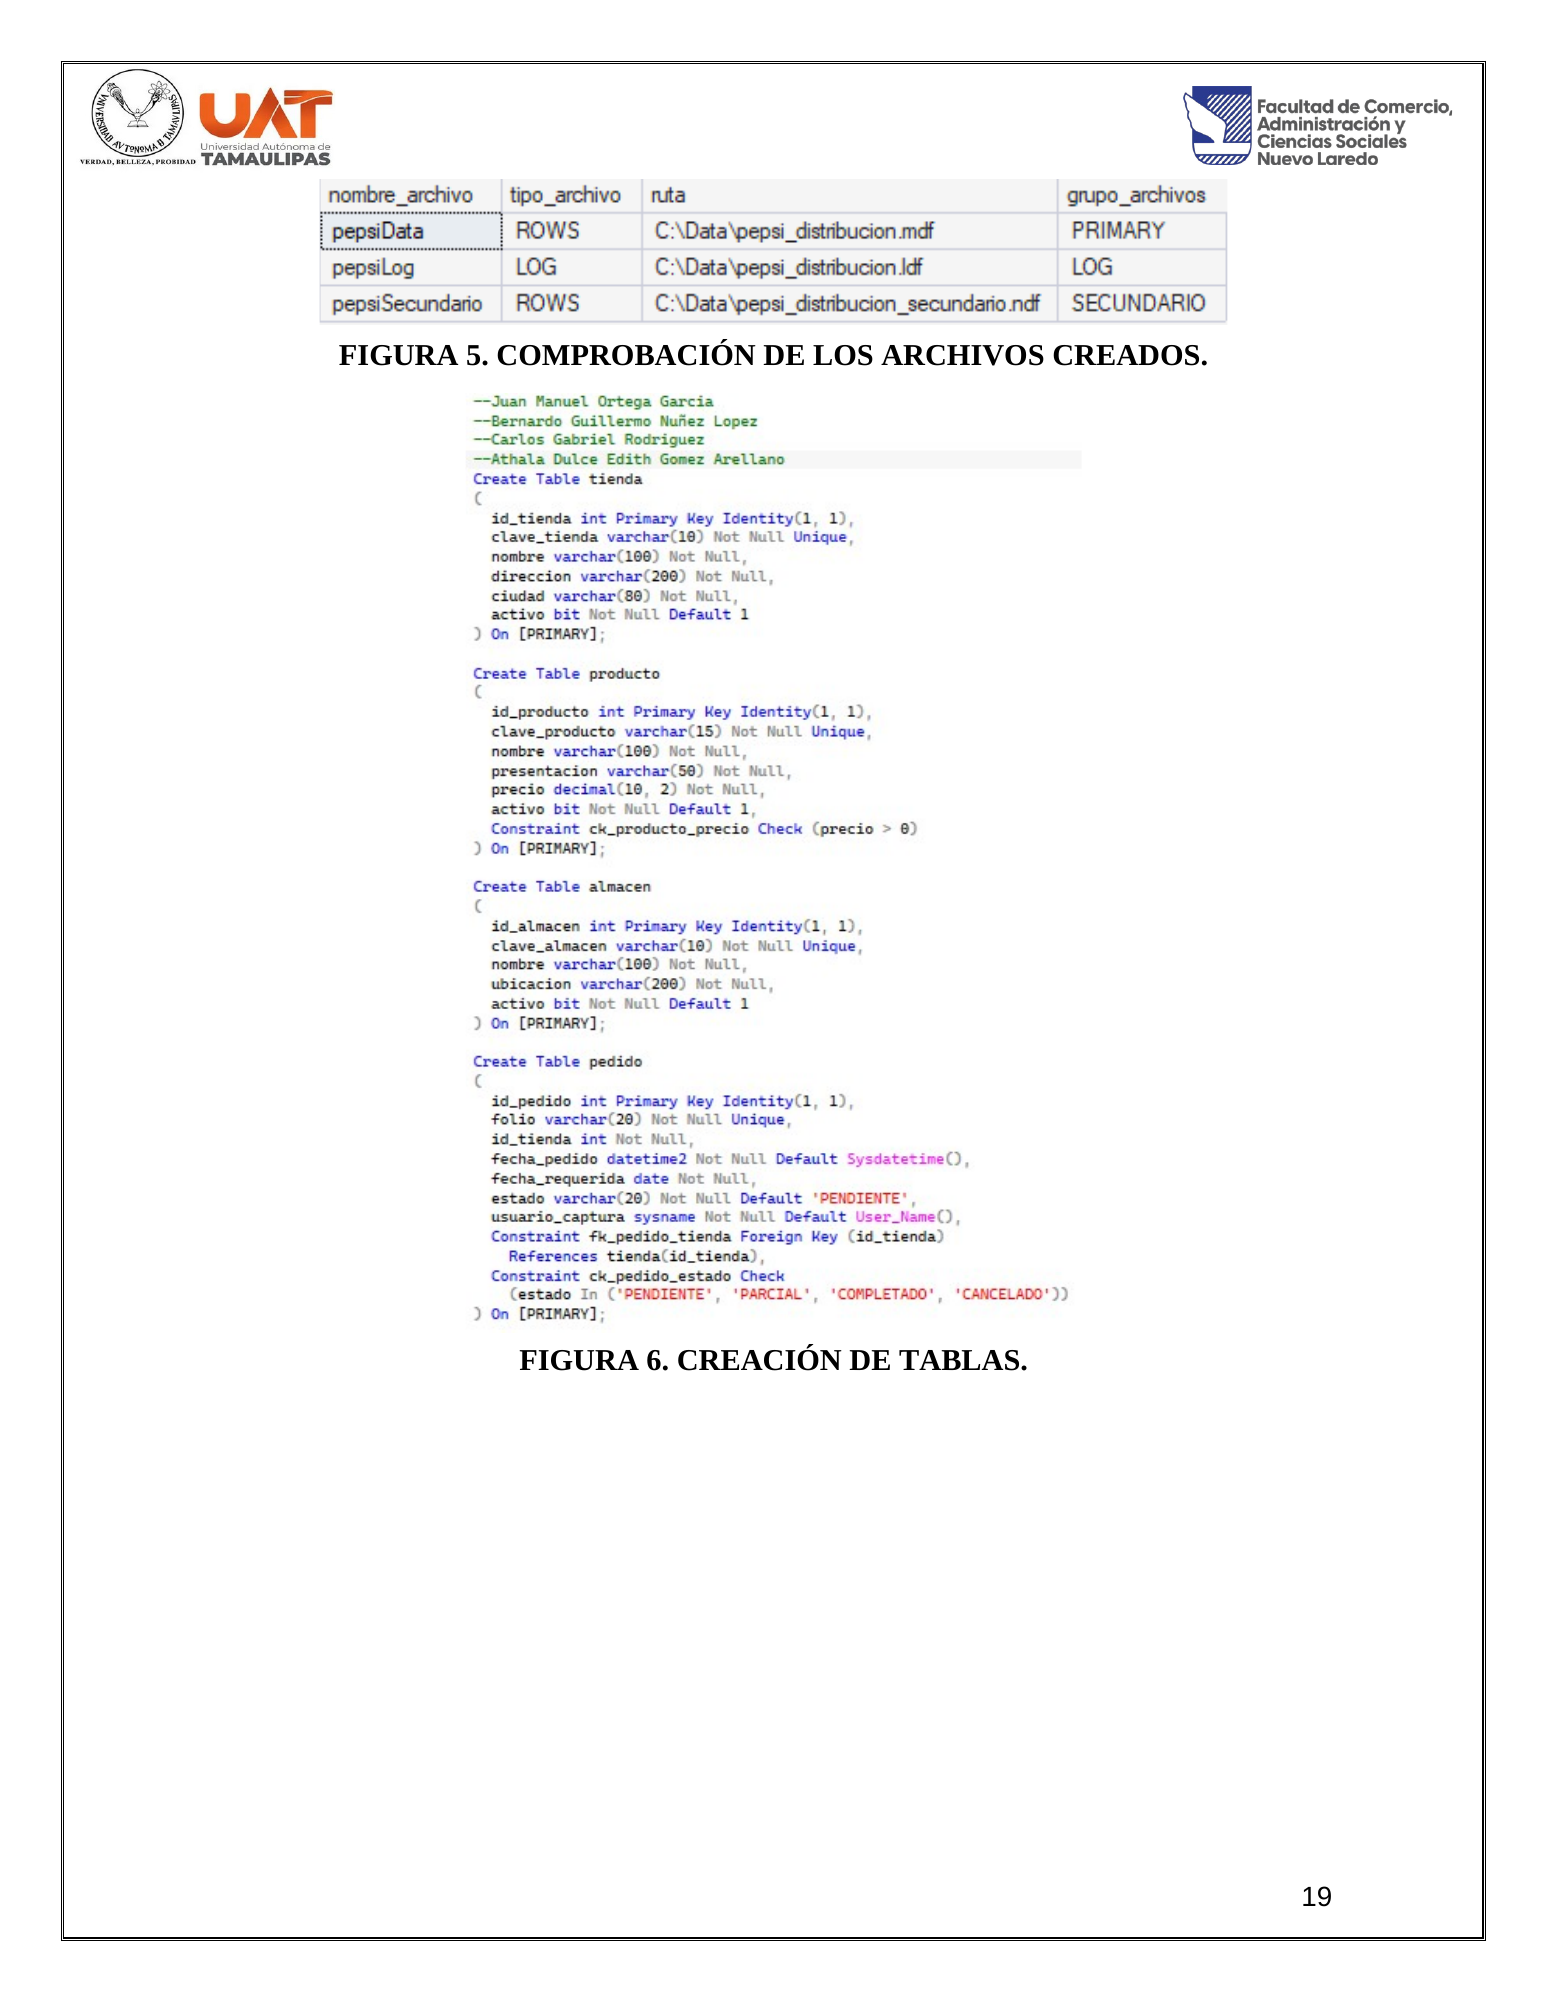 UNIVERSIDAD AVTONOMA D TAMAVLIPAS
VERDAD, BELLEZA, PROBIDAD
UAT
Universidad Autónoma de
TAMAULIPAS
Facultad de Comercio,
Administración y
Ciencias Sociales
Nuevo Laredo
nombre_archivo tipo_archivo ruta grupo_archivos
pepsiData ROWS C:\Data\pepsi_distribucion.mdf PRIMARY
pepsiLog LOG C:\Data\pepsi_distribucion.ldf LOG
pepsiSecundario ROWS C:\Data\pepsi_distribucion_secundario.ndf SECUNDARIO
FIGURA 5. COMPROBACIÓN DE LOS ARCHIVOS CREADOS.
--Juan Manuel Ortega Garcia
--Bernardo Guillermo Nuñez Lopez
--Carlos Gabriel Rodriguez
--Athala Dulce Edith Gomez Arellano
Create Table tienda
(
id_tienda int Primary Key Identity(1, 1),
clave_tienda varchar(10) Not Null Unique,
nombre varchar(100) Not Null,
direccion varchar(200) Not Null,
ciudad varchar(80) Not Null,
activo bit Not Null Default 1
) On [PRIMARY];
Create Table producto
(
id_producto int Primary Key Identity(1, 1),
clave_producto varchar(15) Not Null Unique,
nombre varchar(100) Not Null,
presentacion varchar(50) Not Null,
precio decimal(10, 2) Not Null,
activo bit Not Null Default 1,
Constraint ck_producto_precio Check (precio > 0)
) On [PRIMARY];
Create Table almacen
(
id_almacen int Primary Key Identity(1, 1),
clave_almacen varchar(10) Not Null Unique,
nombre varchar(100) Not Null,
ubicacion varchar(200) Not Null,
activo bit Not Null Default 1
) On [PRIMARY];
Create Table pedido
(
id_pedido int Primary Key Identity(1, 1),
folio varchar(20) Not Null Unique,
id_tienda int Not Null,
fecha_pedido datetime2 Not Null Default Sysdatetime(),
fecha_requerida date Not Null,
estado varchar(20) Not Null Default 'PENDIENTE',
usuario_captura sysname Not Null Default User_Name(),
Constraint fk_pedido_tienda Foreign Key (id_tienda)
References tienda(id_tienda),
Constraint ck_pedido_estado Check
(estado In ('PENDIENTE', 'PARCIAL', 'COMPLETADO', 'CANCELADO'))
) On [PRIMARY];
FIGURA 6. CREACIÓN DE TABLAS.
19